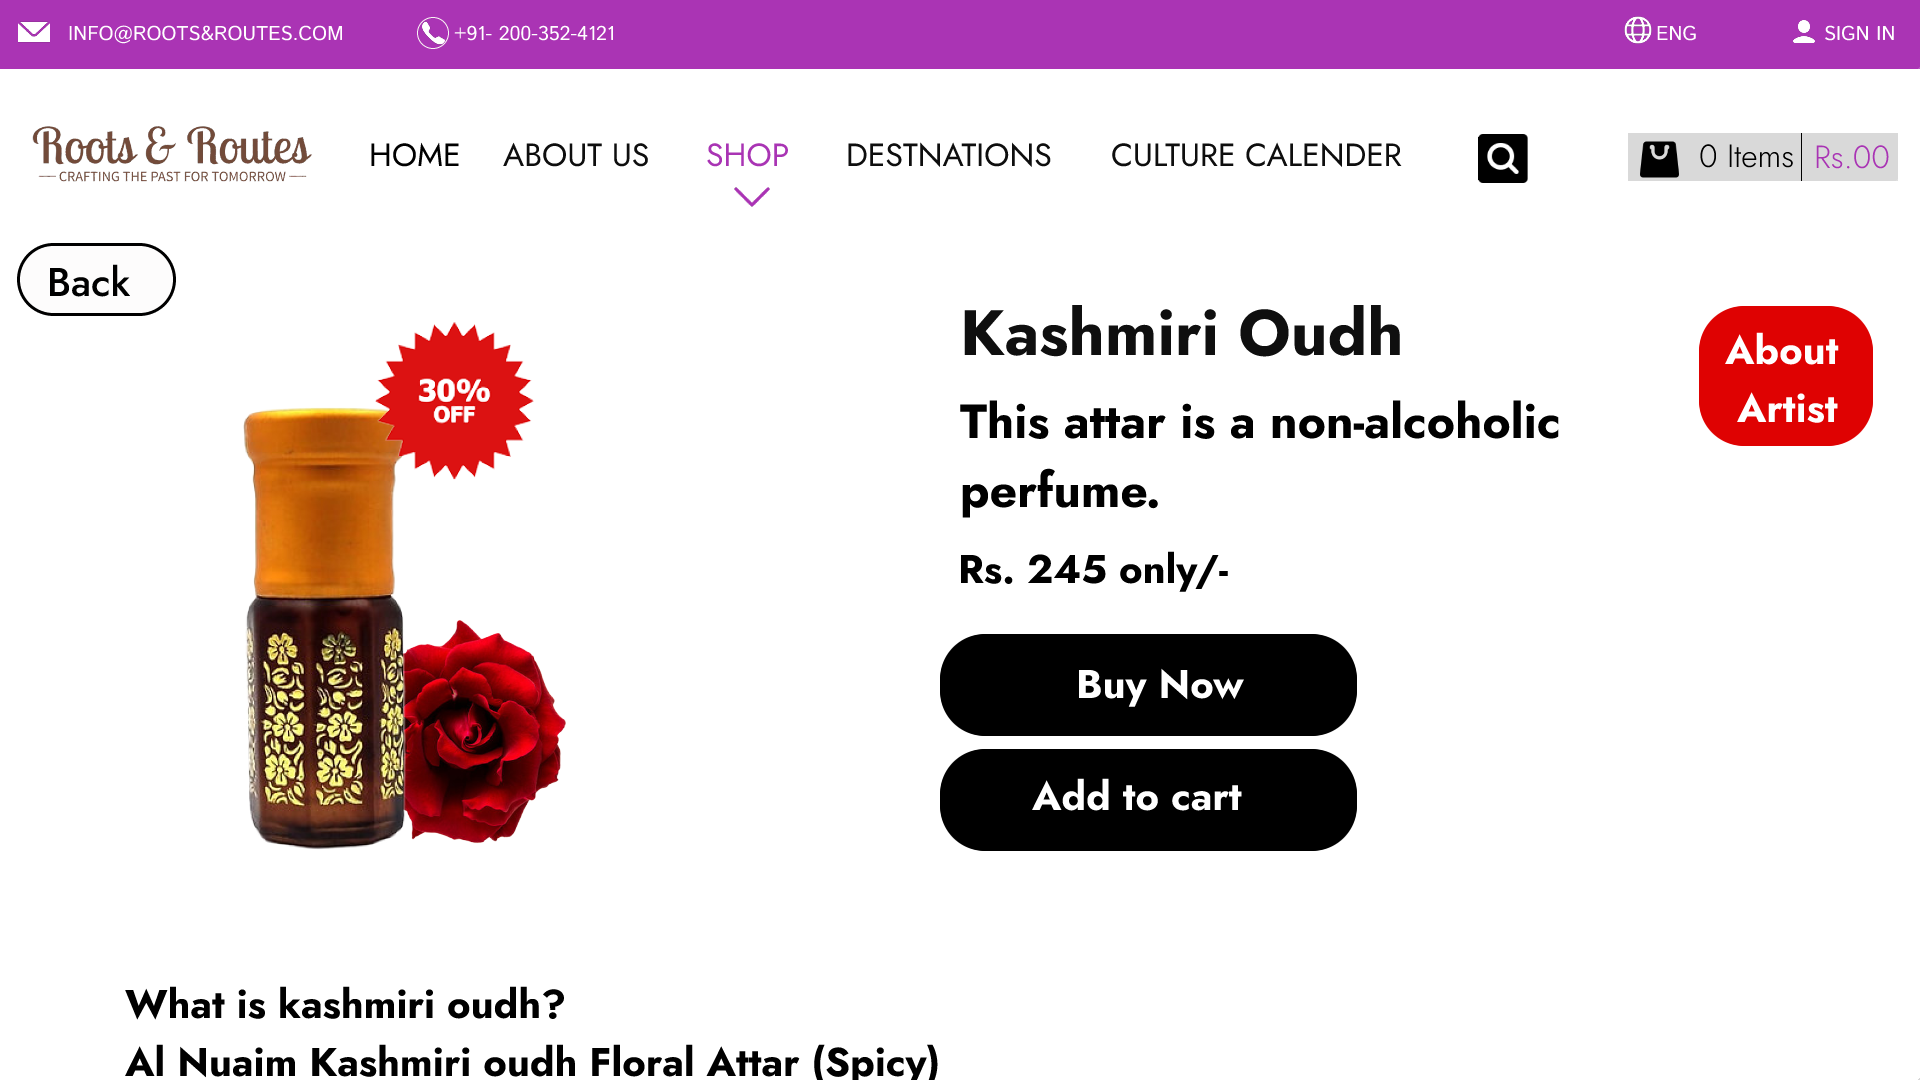 INFO@ROOTS&ROUTES.COM
+91- 200-352-4121
ENG
SIGN IN
Roots & Routes
CRAFTING THE PAST FOR TOMORROW
HOME
ABOUT US
SHOP
DESTNATIONS
CULTURE CALENDER
0 Items
Rs.00
Back
30%
OFF
Kashmiri Oudh
This attar is a non-alcoholic
perfume.
Rs. 245 only/-
About
Artist
Buy Now
Add to cart
What is kashmiri oudh?
Al Nuaim Kashmiri oudh Floral Attar (Spicy)